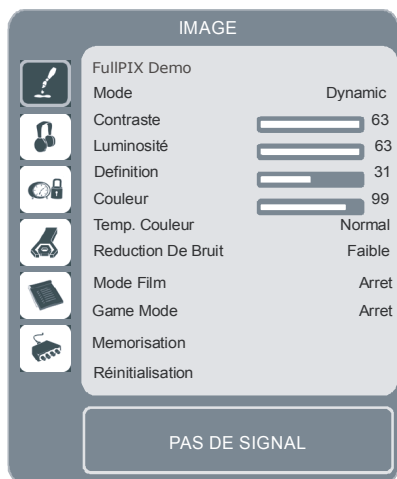 IMAGE
FullPIX Demo
Mode Dynamic
Contraste 63
Luminosité 63
Definition 31
Couleur 99
Temp. Couleur Normal
Reduction De Bruit Faible
Mode Film Arret
Game Mode Arret
Memorisation
Réinitialisation
PAS DE SIGNAL